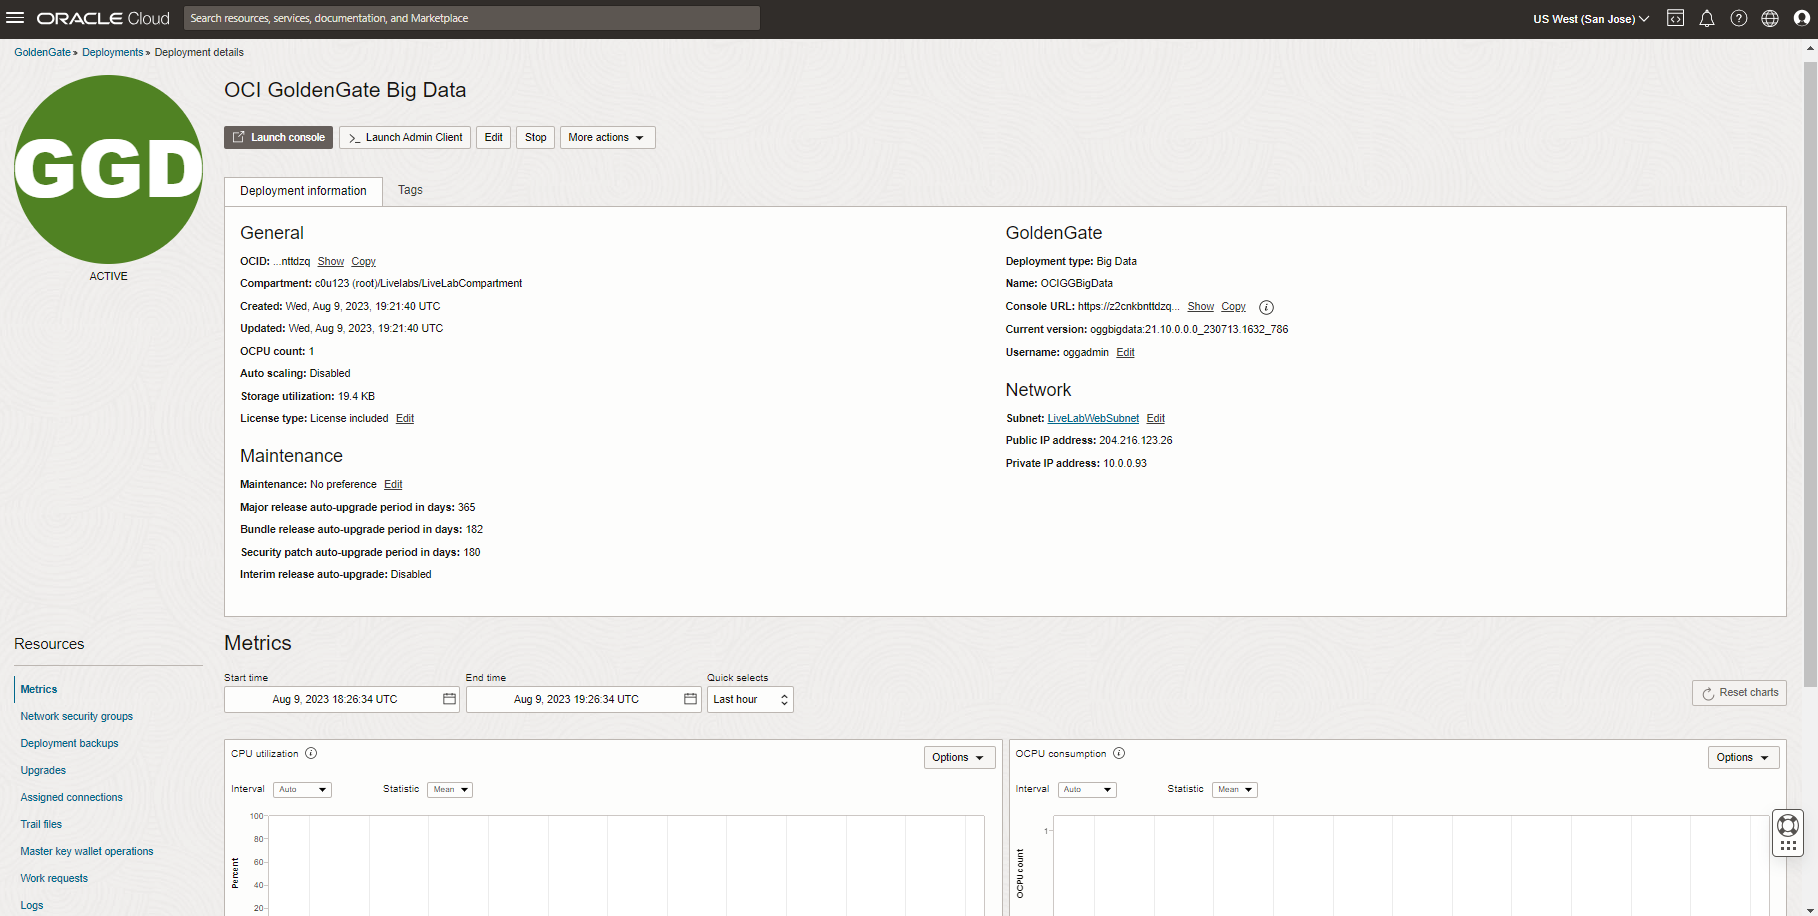 ORACLE Cloud
Search resources, services, documentation, and Marketplace
US West (San Jose)
GoldenGate » Deployments » Deployment details
GGD
ACTIVE
OCI GoldenGate Big Data
Launch console
>_ Launch Admin Client
Edit
Stop
More actions
Deployment information
Tags
General
OCID: ...nttdzq Show Copy
Compartment: c0u123 (root)/Livelabs/LiveLabCompartment
Created: Wed, Aug 9, 2023, 19:21:40 UTC
Updated: Wed, Aug 9, 2023, 19:21:40 UTC
OCPU count: 1
Auto scaling: Disabled
Storage utilization: 19.4 KB
License type: License included Edit
Maintenance
Maintenance: No preference Edit
Major release auto-upgrade period in days: 365
Bundle release auto-upgrade period in days: 182
Security patch auto-upgrade period in days: 180
Interim release auto-upgrade: Disabled
GoldenGate
Deployment type: Big Data
Name: OCIGGBigData
Console URL: https://z2cnkbnttdzq... Show Copy
Current version: oggbigdata:21.10.0.0.0_230713.1632_786
Username: oggadmin Edit
Network
Subnet: LiveLabWebSubnet Edit
Public IP address: 204.216.123.26
Private IP address: 10.0.0.93
Resources
Metrics
Network security groups
Deployment backups
Upgrades
Assigned connections
Trail files
Master key wallet operations
Work requests
Logs
Metrics
Start time
Aug 9, 2023 18:26:34 UTC
End time
Aug 9, 2023 19:26:34 UTC
Quick selects
Last hour
Reset charts
CPU utilization
Options
Interval Auto
Statistic Mean
Percent
100
80
60
40
20
OCPU consumption
Options
Interval Auto
Statistic Mean
OCPU count
1